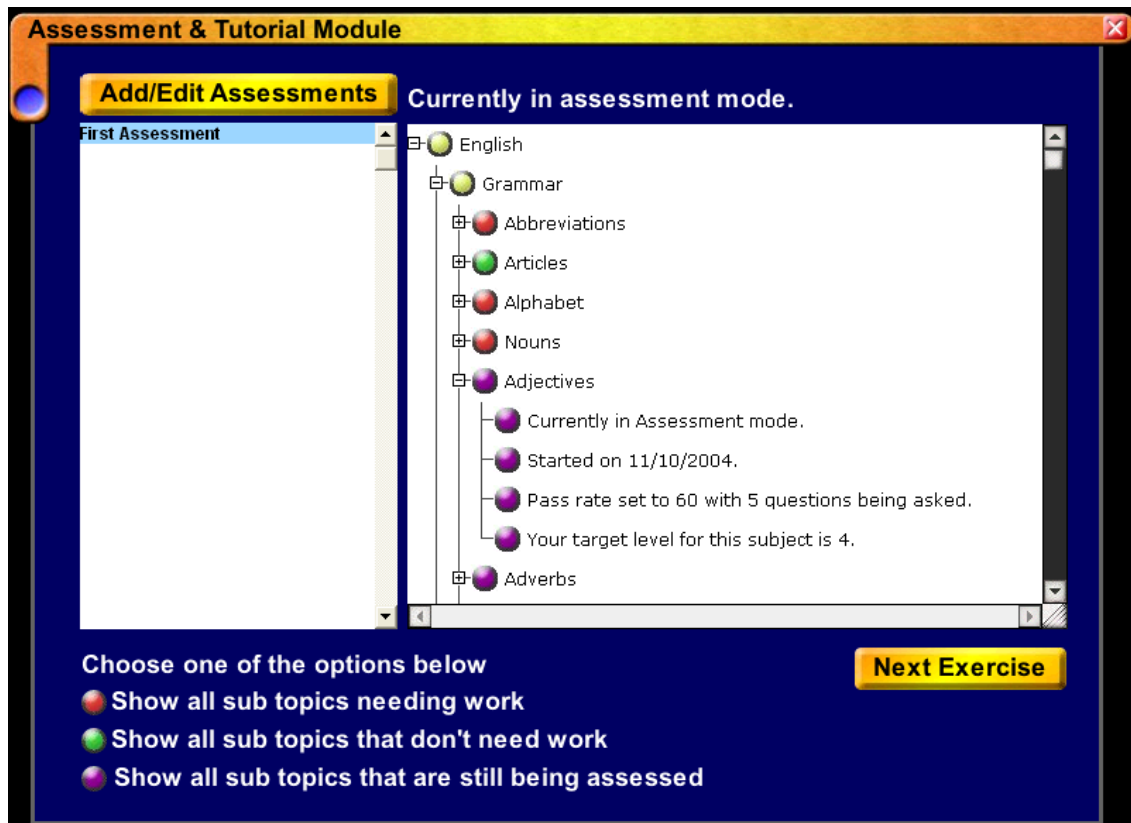 Assessment & Tutorial Module
Add/Edit Assessments
Currently in assessment mode.
First Assessment
English
Grammar
Abbreviations
Articles
Alphabet
Nouns
Adjectives
Currently in Assessment mode.
Started on 11/10/2004.
Pass rate set to 60 with 5 questions being asked.
Your target level for this subject is 4.
Adverbs
Choose one of the options below
Next Exercise
Show all sub topics needing work
Show all sub topics that don't need work
Show all sub topics that are still being assessed